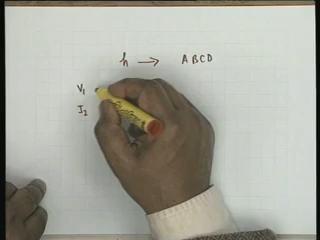 h → ABCD
V₁
I₂